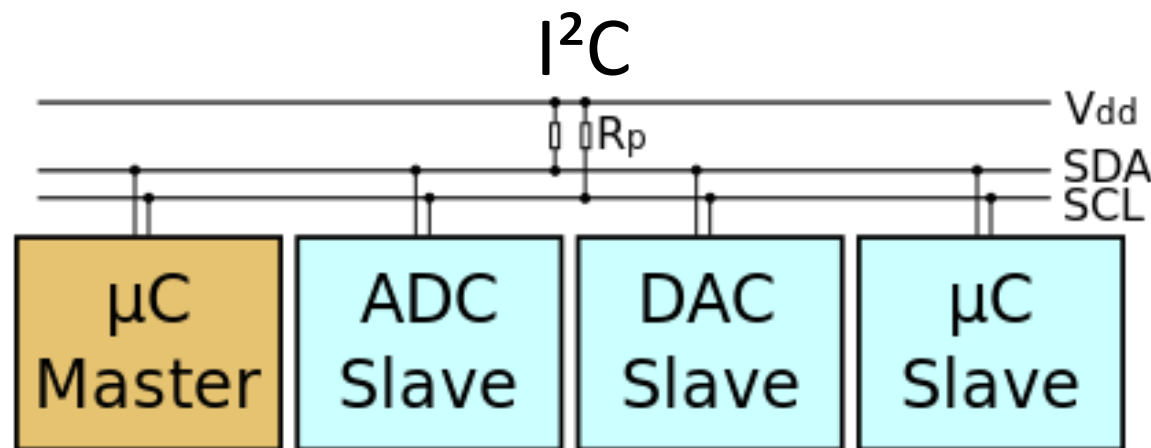 I²C
Vdd
Rp
SDA
SCL
µC
Master
ADC
Slave
DAC
Slave
µC
Slave